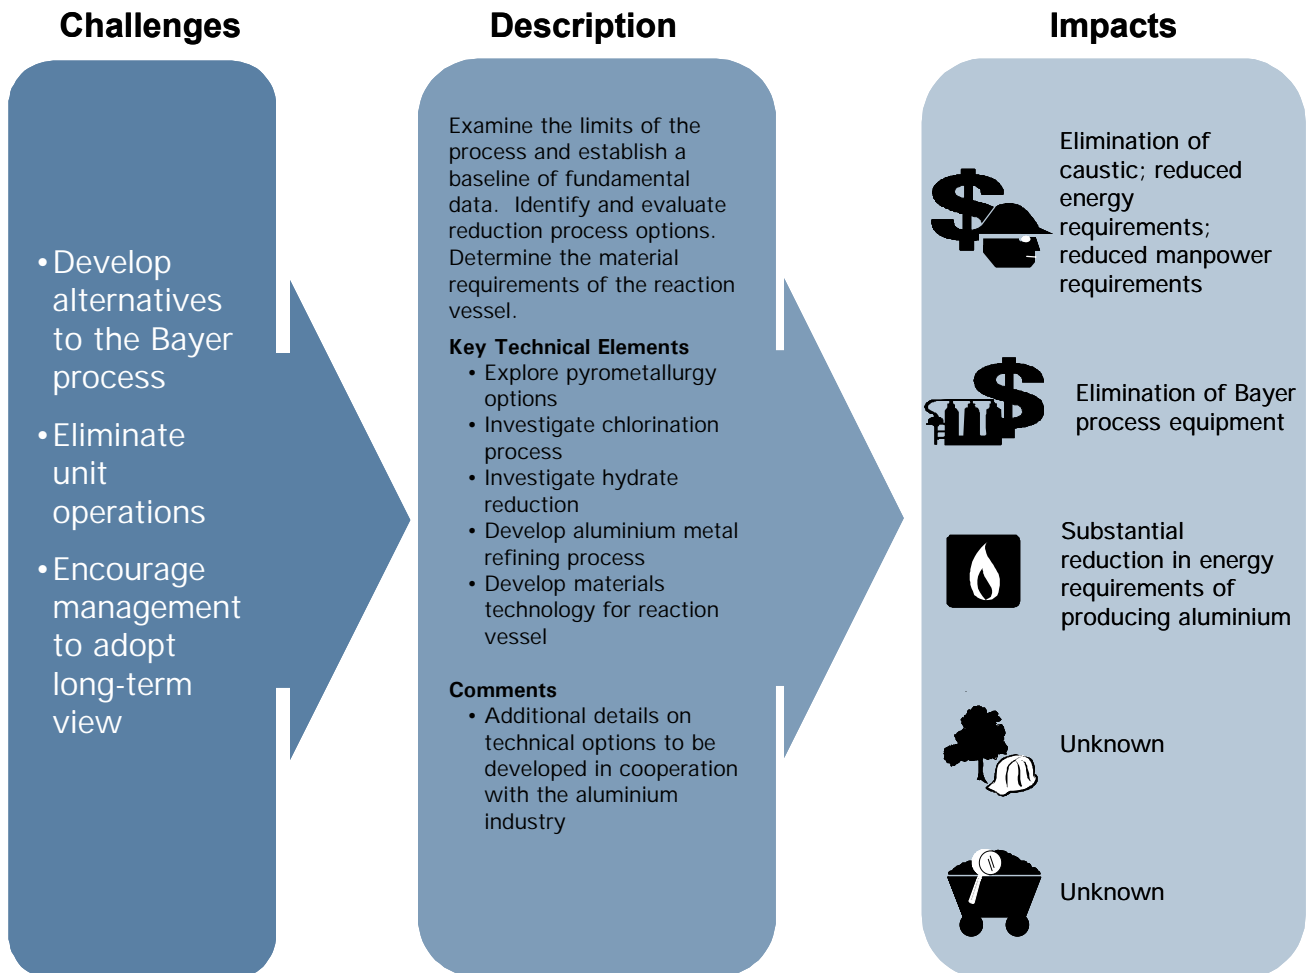 Challenges
Description
Impacts
• Develop
alternatives
to the Bayer
process
• Eliminate
unit
operations
• Encourage
management
to adopt
long-term
view
Examine the limits of the
process and establish a
baseline of fundamental
data.  Identify and evaluate
reduction process options.
Determine the material
requirements of the reaction
vessel.
Key Technical Elements
• Explore pyrometallurgy
options
• Investigate chlorination
process
• Investigate hydrate
reduction
• Develop aluminium metal
refining process
• Develop materials
technology for reaction
vessel
Comments
• Additional details on
technical options to be
developed in cooperation
with the aluminium
industry
Elimination of
caustic; reduced
energy
requirements;
reduced manpower
requirements
Elimination of Bayer
process equipment
Substantial
reduction in energy
requirements of
producing aluminium
Unknown
Unknown